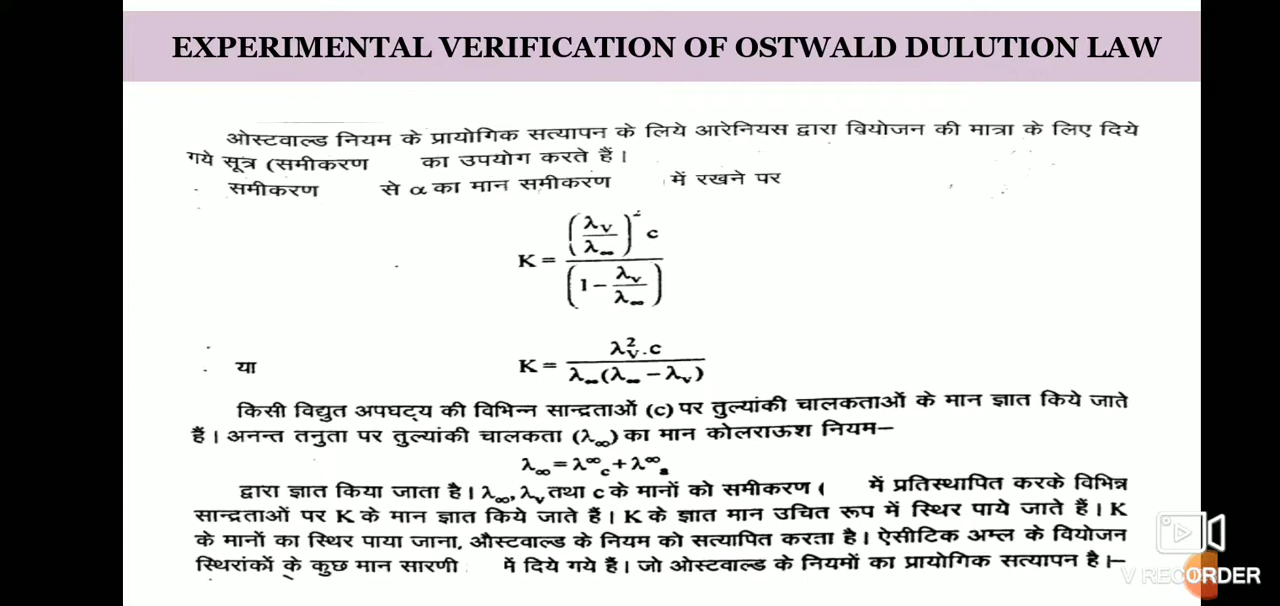 EXPERIMENTAL VERIFICATION OF OSTWALD DULUTION LAW
ओस्टवाल्ड नियम के प्रायोगिक सत्यापन के लिये आरेनियस द्वारा वियोजन की मात्रा के लिए दिये
गये सूत्र (समीकरण का उपयोग करते हैं।
समीकरण से α का मान समीकरण में रखने पर
K = (λv/λ∞)² c / (1 − λv/λ∞)
या K = λ²v . c / λ∞(λ∞ − λv)
किसी विद्युत अपघट्य की विभिन्न सान्द्रताओं (c) पर तुल्यांकी चालकताओं के मान ज्ञात किये जाते
हैं। अनन्त तनुता पर तुल्यांकी चालकता (λ∞) का मान कोलराऊश नियम–
λ∞ = λ∞c + λ∞a
द्वारा ज्ञात किया जाता है। λ∞, λv तथा c के मानों को समीकरण ( में प्रतिस्थापित करके विभिन्न
सान्द्रताओं पर K के मान ज्ञात किये जाते हैं। K के ज्ञात मान उचित रूप में स्थिर पाये जाते हैं। K
के मानों का स्थिर पाया जाना, औस्टवाल्ड के नियम को सत्यापित करता है। ऐसीटिक अम्ल के वियोजन
स्थिरांकों के कुछ मान सारणी में दिये गये हैं। जो ओस्टवाल्ड के नियमों का प्रायोगिक सत्यापन है।–
V RECORDER